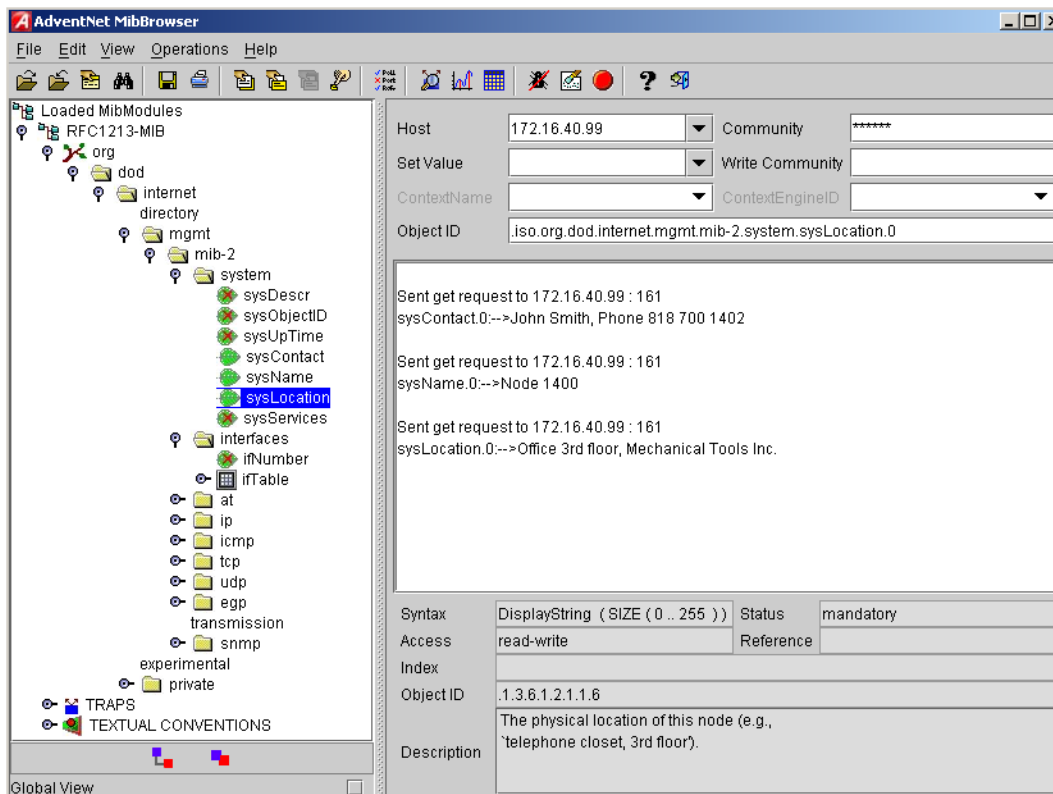 AdventNet MibBrowser
File Edit View Operations Help
Loaded MibModules
RFC1213-MIB
org
dod
internet
directory
mgmt
mib-2
system
sysDescr
sysObjectID
sysUpTime
sysContact
sysName
sysLocation
sysServices
interfaces
ifNumber
ifTable
at
ip
icmp
tcp
udp
egp
transmission
snmp
experimental
private
TRAPS
TEXTUAL CONVENTIONS
Global View
Host 172.16.40.99 Community ******
Set Value Write Community
ContextName ContextEngineID
Object ID .iso.org.dod.internet.mgmt.mib-2.system.sysLocation.0
Sent get request to 172.16.40.99 : 161
sysContact.0:-->John Smith, Phone 818 700 1402
Sent get request to 172.16.40.99 : 161
sysName.0:-->Node 1400
Sent get request to 172.16.40.99 : 161
sysLocation.0:-->Office 3rd floor, Mechanical Tools Inc.
Syntax DisplayString ( SIZE ( 0 .. 255 ) ) Status mandatory
Access read-write Reference
Index
Object ID .1.3.6.1.2.1.1.6
Description The physical location of this node (e.g.,
`telephone closet, 3rd floor').